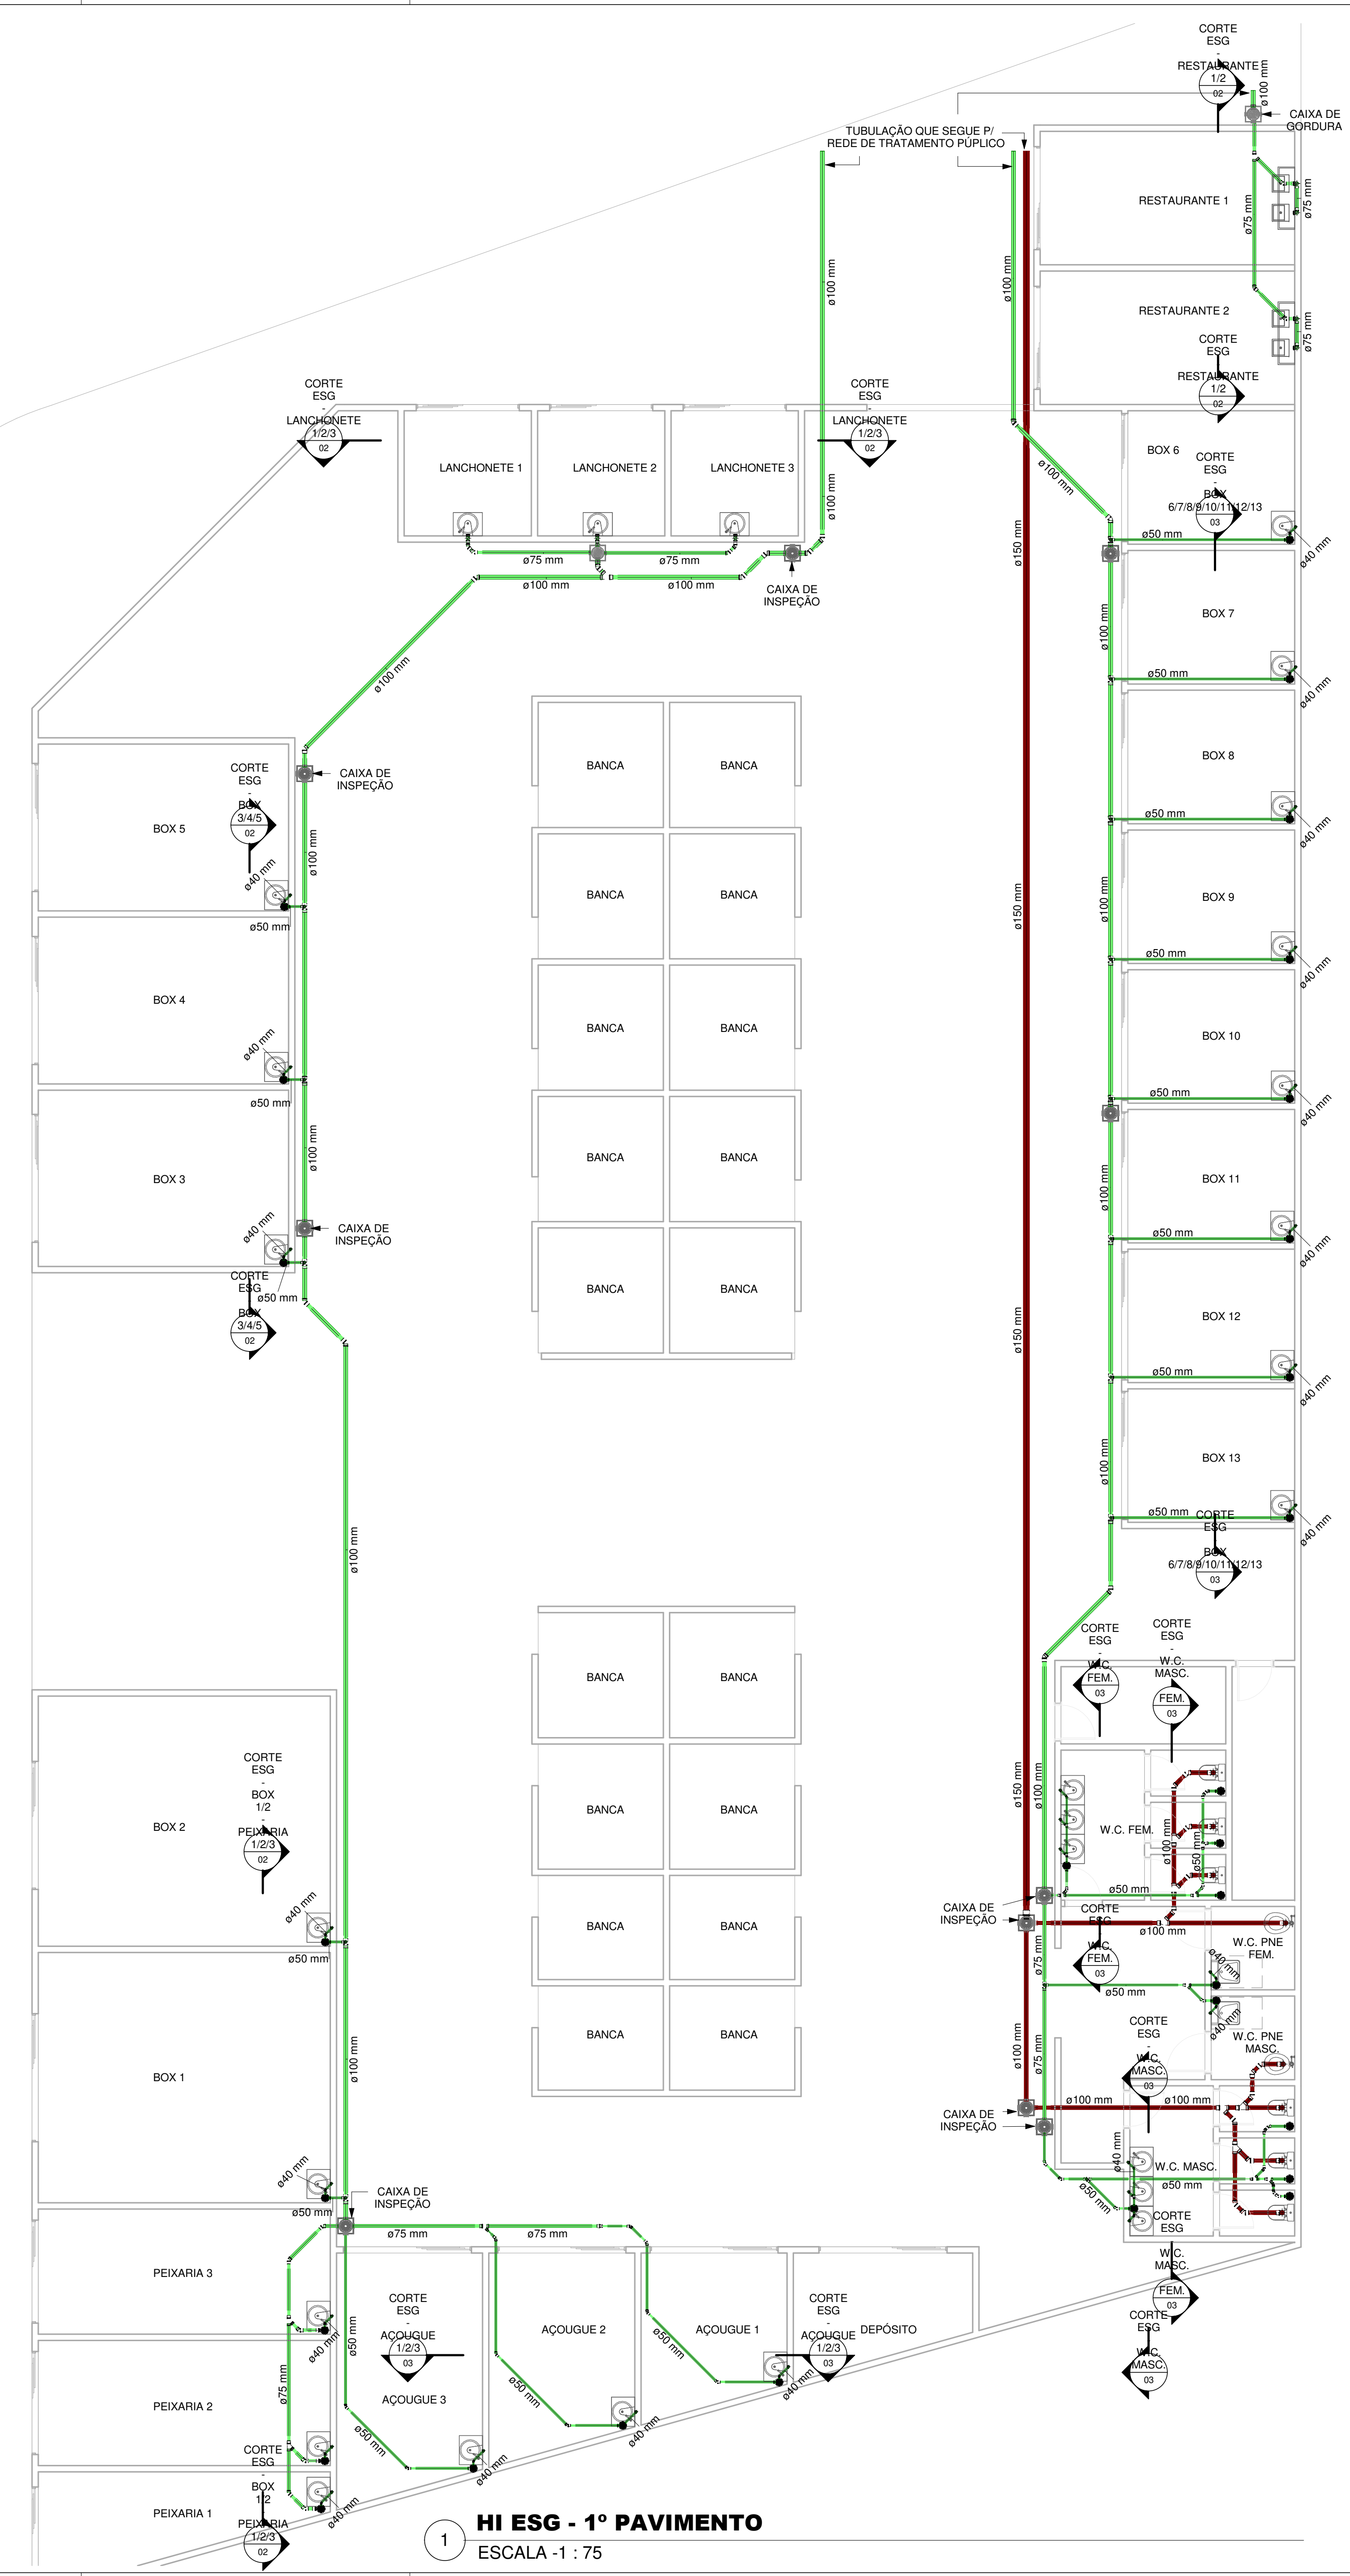 CORTE
ESG
-
RESTAURANTE
1/2
02
ø100 mm
CAIXA DE
GORDURA
TUBULAÇÃO QUE SEGUE P/
REDE DE TRATAMENTO PÚPLICO
RESTAURANTE 1
ø75 mm
ø75 mm
ø100 mm
ø100 mm
RESTAURANTE 2
ø75 mm
CORTE
ESG
-
RESTAURANTE
1/2
02
CORTE
ESG
-
LANCHONETE
1/2/3
02
CORTE
ESG
-
LANCHONETE
1/2/3
02
LANCHONETE 1
LANCHONETE 2
LANCHONETE 3
BOX 6
CORTE
ESG
-
BOX
6/7/8/9/10/11/12/13
03
ø100 mm
ø100 mm
ø150 mm
ø50 mm
ø40 mm
ø75 mm
ø75 mm
ø100 mm
ø100 mm
CAIXA DE
INSPEÇÃO
BOX 7
ø100 mm
ø100 mm
ø50 mm
ø40 mm
BANCA
BANCA
BOX 8
CORTE
ESG
-
BOX
3/4/5
02
CAIXA DE
INSPEÇÃO
BOX 5
ø100 mm
ø50 mm
ø40 mm
ø40 mm
ø50 mm
BANCA
BANCA
ø150 mm
ø100 mm
BOX 9
ø50 mm
ø40 mm
BOX 4
ø40 mm
ø50 mm
BANCA
BANCA
BOX 10
ø50 mm
ø40 mm
ø100 mm
BOX 3
BANCA
BANCA
ø100 mm
BOX 11
ø40 mm
CAIXA DE
INSPEÇÃO
ø50 mm
ø40 mm
CORTE
ESG
-
BOX
3/4/5
02
ø50 mm
BANCA
BANCA
ø150 mm
BOX 12
ø50 mm
ø40 mm
ø100 mm
BOX 13
ø100 mm
ø50 mm
ø40 mm
CORTE
ESG
-
BOX
6/7/8/9/10/11/12/13
03
CORTE
ESG
-
W.C.
FEM.
03
CORTE
ESG
-
W.C.
MASC.
FEM.
03
BANCA
BANCA
CORTE
ESG
-
BOX
1/2
-
PEIXARIA
1/2/3
02
BOX 2
BANCA
BANCA
ø150 mm
ø100 mm
W.C. FEM.
ø100 mm
ø50 mm
ø50 mm
ø40 mm
ø50 mm
BANCA
BANCA
CAIXA DE
INSPEÇÃO
CORTE
ESG
-
W.C.
FEM.
03
ø100 mm
W.C. PNE
FEM.
ø75 mm
ø40 mm
ø50 mm
ø40 mm
BOX 1
ø100 mm
BANCA
BANCA
ø100 mm
ø75 mm
CORTE
ESG
-
W.C.
MASC.
03
W.C. PNE
MASC.
ø100 mm
ø100 mm
CAIXA DE
INSPEÇÃO
ø40 mm
W.C. MASC.
ø50 mm
ø50 mm
ø40 mm
ø50 mm
CAIXA DE
INSPEÇÃO
ø75 mm
ø75 mm
CORTE
ESG
-
W.C.
MASC.
FEM.
03
PEIXARIA 3
ø40 mm
ø50 mm
CORTE
ESG
-
AÇOUGUE
1/2/3
03
AÇOUGUE 2
ø50 mm
AÇOUGUE 1
CORTE
ESG
-
AÇOUGUE
1/2/3
03
DEPÓSITO
CORTE
ESG
-
W.C.
MASC.
03
ø75 mm
PEIXARIA 2
AÇOUGUE 3
ø50 mm
ø40 mm
ø50 mm
ø40 mm
ø40 mm
CORTE
ESG
-
BOX
1/2
-
PEIXARIA
1/2/3
02
PEIXARIA 1
ø40 mm
1
HI ESG - 1º PAVIMENTO
ESCALA -1 : 75